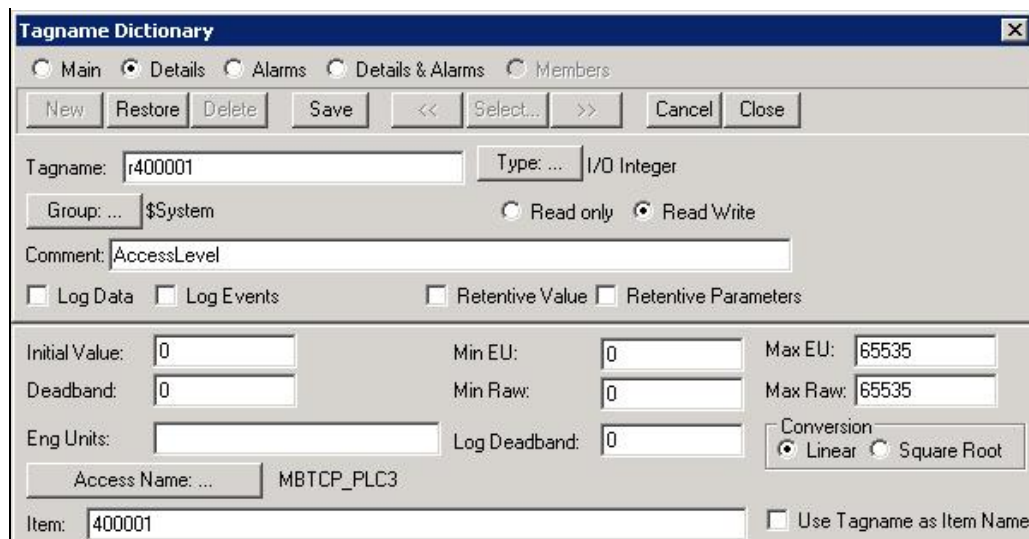 Tagname Dictionary
Main Details Alarms Details & Alarms Members
New Restore Delete Save << Select... >> Cancel Close
Tagname: r400001 Type: ... I/O Integer
Group: ... $System Read only Read Write
Comment: AccessLevel
Log Data Log Events Retentive Value Retentive Parameters
Initial Value: 0 Min EU: 0 Max EU: 65535
Deadband: 0 Min Raw: 0 Max Raw: 65535
Eng Units: Log Deadband: 0 Conversion
Linear Square Root
Access Name: ... MBTCP_PLC3
Item: 400001 Use Tagname as Item Name